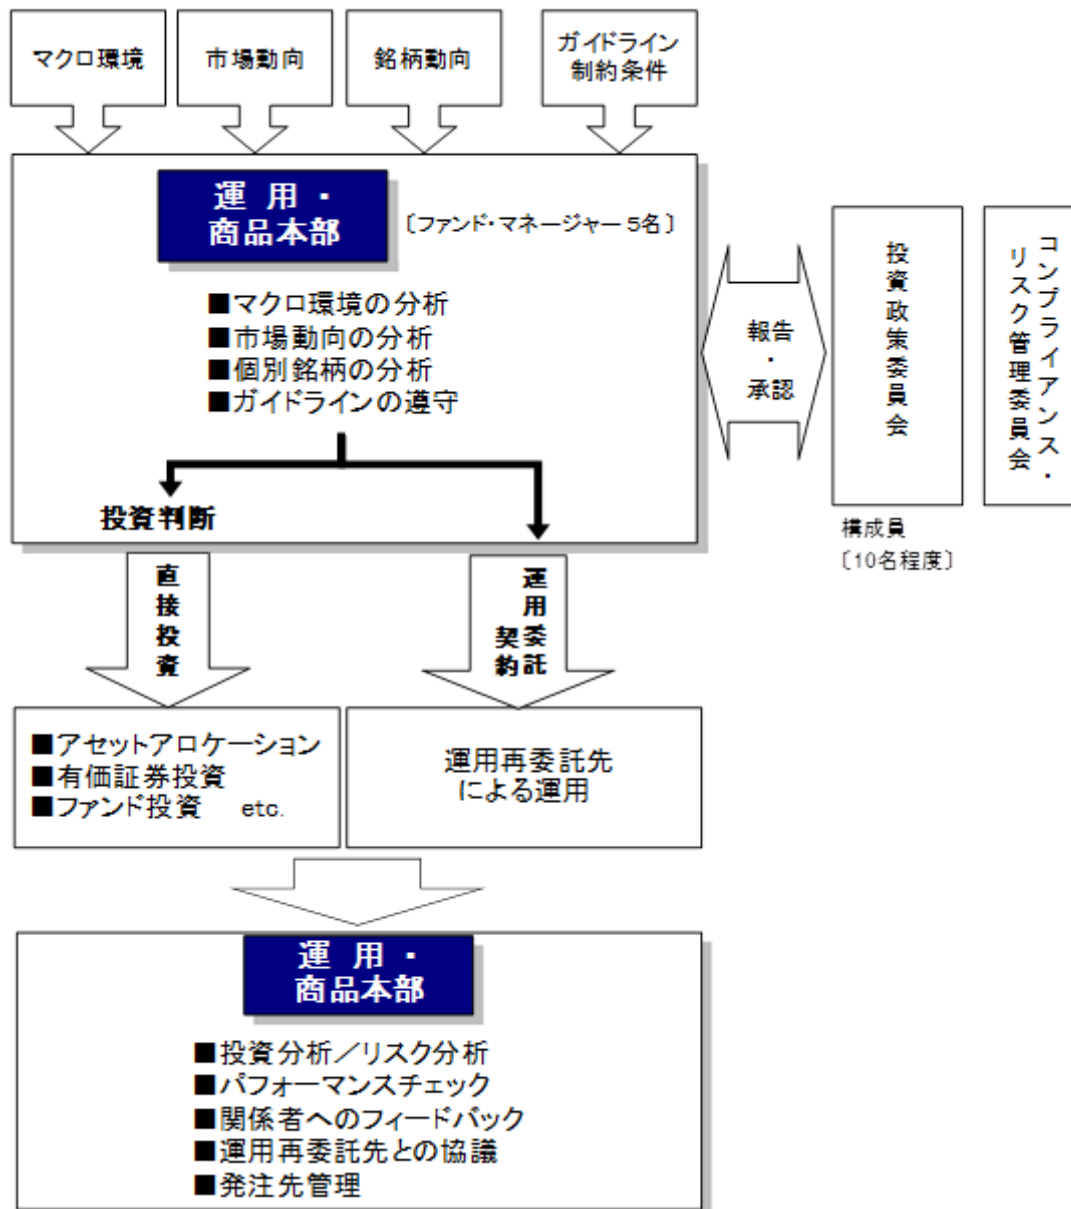 マクロ環境
市場動向
銘柄動向
ガイドライン
制約条件
運 用 ・
商品本部
〔ファンド・マネージャー 5名〕
■マクロ環境の分析
■市場動向の分析
■個別銘柄の分析
■ガイドラインの遵守
投資判断
報告
・
承認
投資政策委員会
コンプライアンス・
リスク管理委員会
構成員
〔10名程度〕
直接投資
運用委託
契約
■アセットアロケーション
■有価証券投資
■ファンド投資 etc.
運用再委託先
による運用
運 用 ・
商品本部
■投資分析／リスク分析
■パフォーマンスチェック
■関係者へのフィードバック
■運用再委託先との協議
■発注先管理